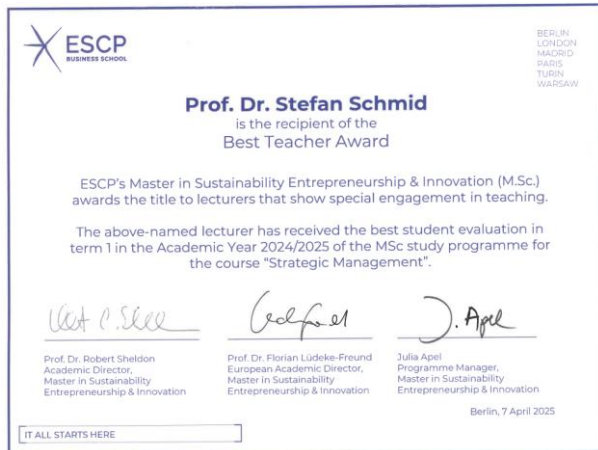 ESCP
BUSINESS SCHOOL
BERLIN
LONDON
MADRID
PARIS
TURIN
WARSAW
Prof. Dr. Stefan Schmid
is the recipient of the
Best Teacher Award
ESCP's Master in Sustainability Entrepreneurship & Innovation (M.Sc.)
awards the title to lecturers that show special engagement in teaching.
The above-named lecturer has received the best student evaluation in
term 1 in the Academic Year 2024/2025 of the MSc study programme for
the course "Strategic Management".
J. Apel
Prof. Dr. Robert Sheldon
Academic Director,
Master in Sustainability
Entrepreneurship & Innovation
Prof. Dr. Florian Lüdeke-Freund
European Academic Director,
Master in Sustainability
Entrepreneurship & Innovation
Julia Apel
Programme Manager,
Master in Sustainability
Entrepreneurship & Innovation
Berlin, 7 April 2025
IT ALL STARTS HERE